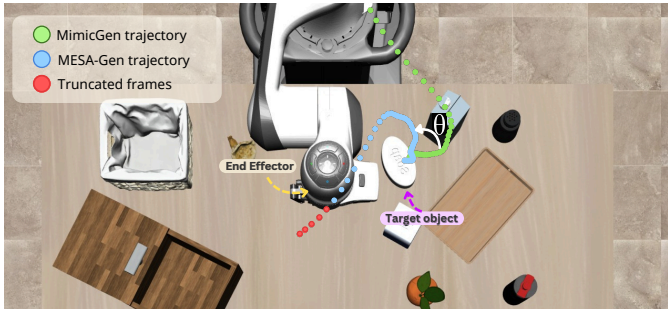 MimicGen trajectory
MESA-Gen trajectory
Truncated frames
θ
End Effector
Target object